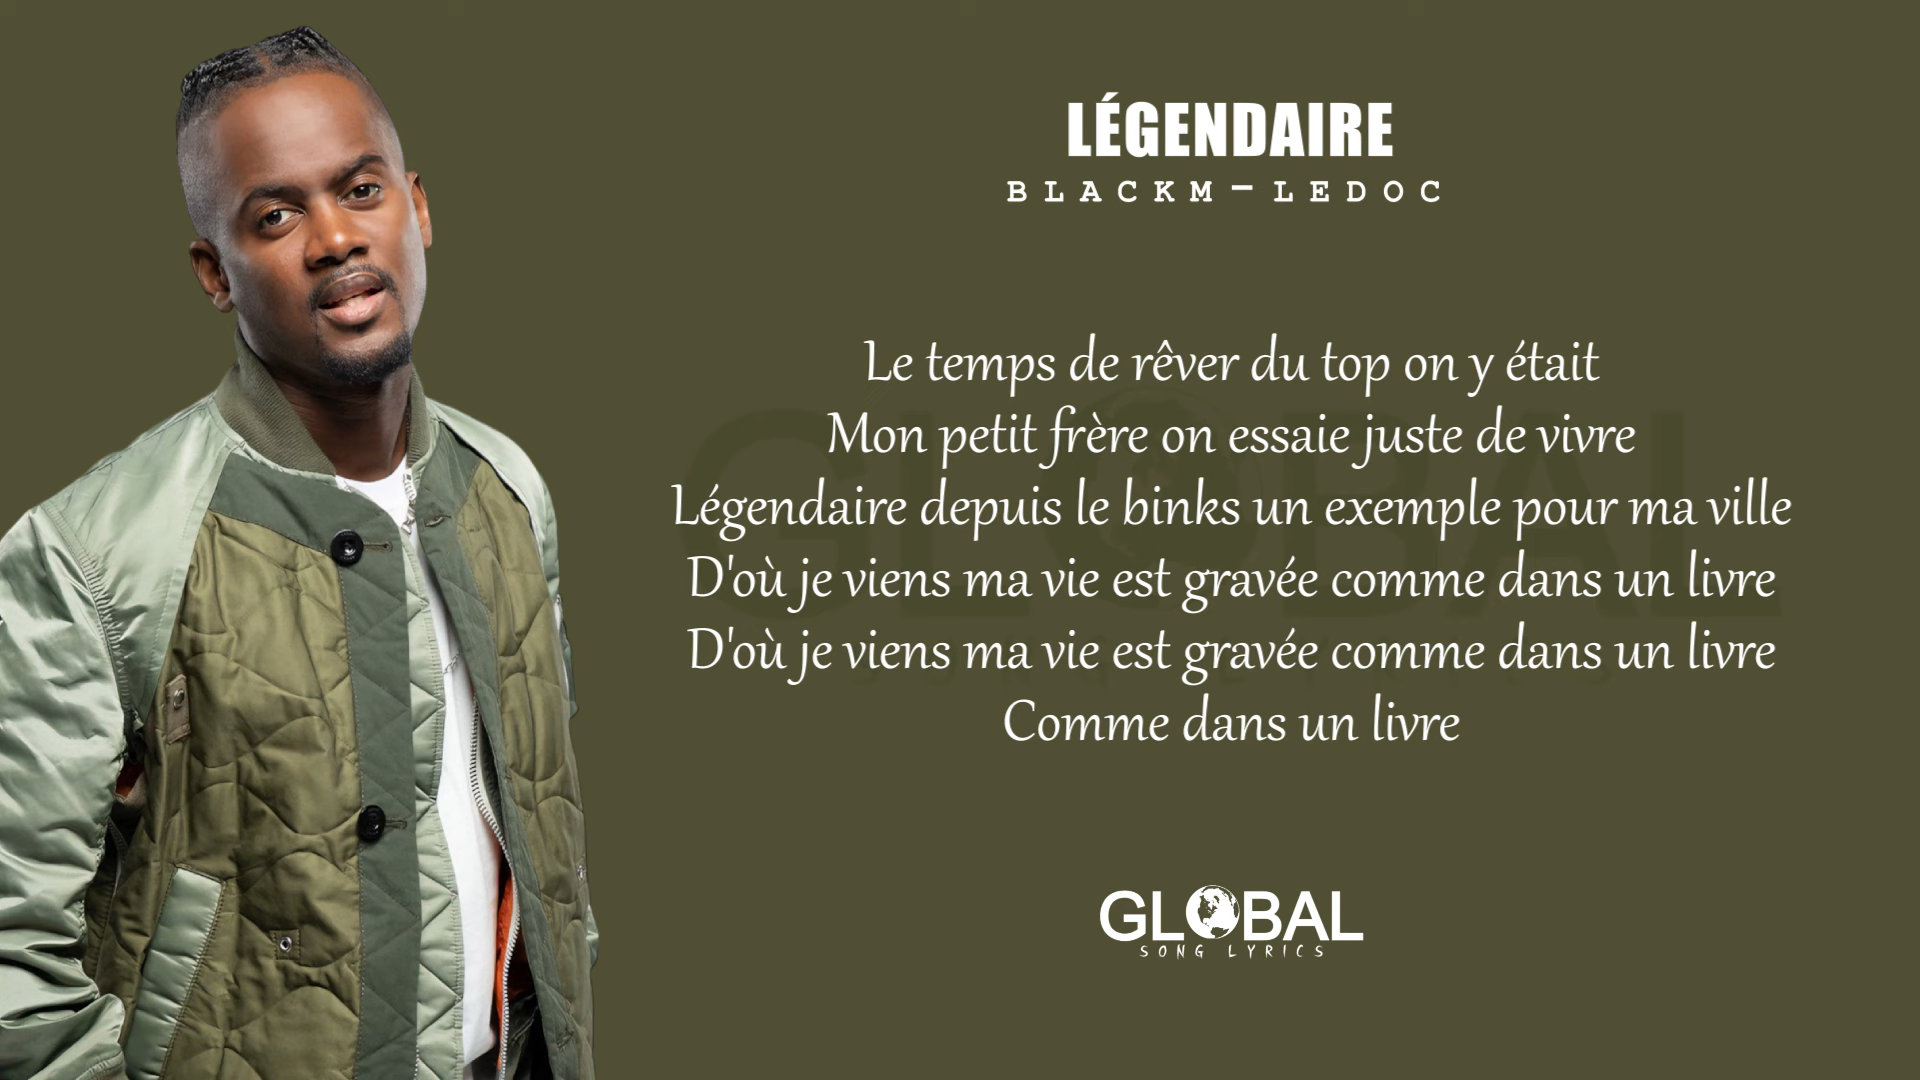 LÉGENDAIRE
BLACKM-LEDOC
Le temps de rêver du top on y était
Mon petit frère on essaie juste de vivre
Légendaire depuis le binks un exemple pour ma ville
D'où je viens ma vie est gravée comme dans un livre
D'où je viens ma vie est gravée comme dans un livre
Comme dans un livre
GLOBAL
SONG LYRICS